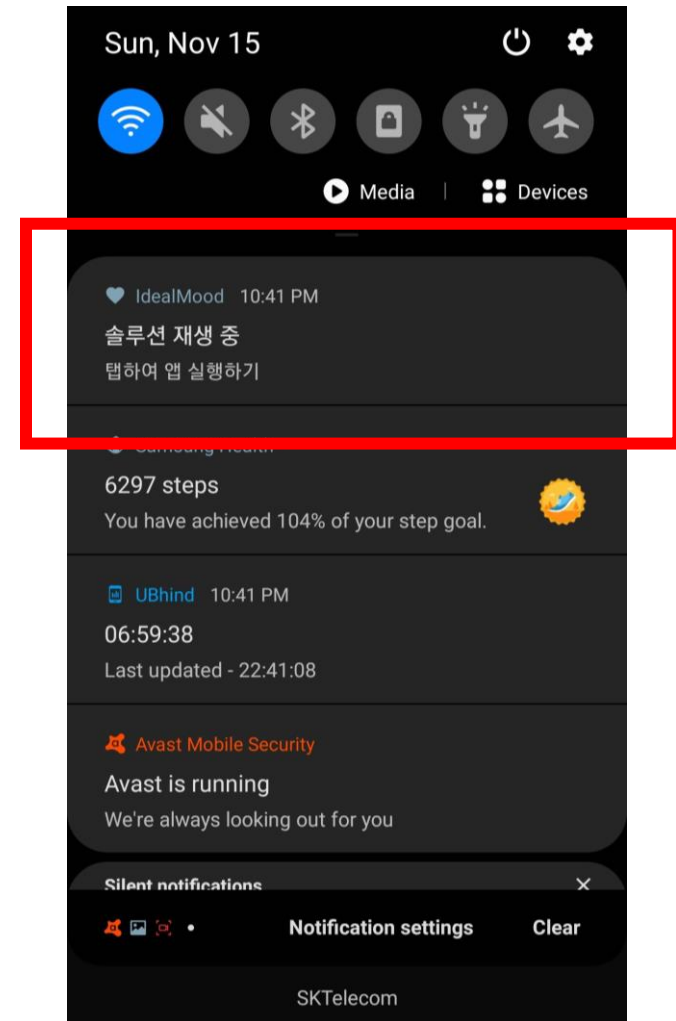 Sun, Nov 15
Media
Devices
IdealMood 10:41 PM
솔루션 재생 중
탭하여 앱 실행하기
Samsung Health
6297 steps
You have achieved 104% of your step goal.
UBhind 10:41 PM
06:59:38
Last updated - 22:41:08
Avast Mobile Security
Avast is running
We're always looking out for you
Silent notifications
Notification settings Clear
SKTelecom